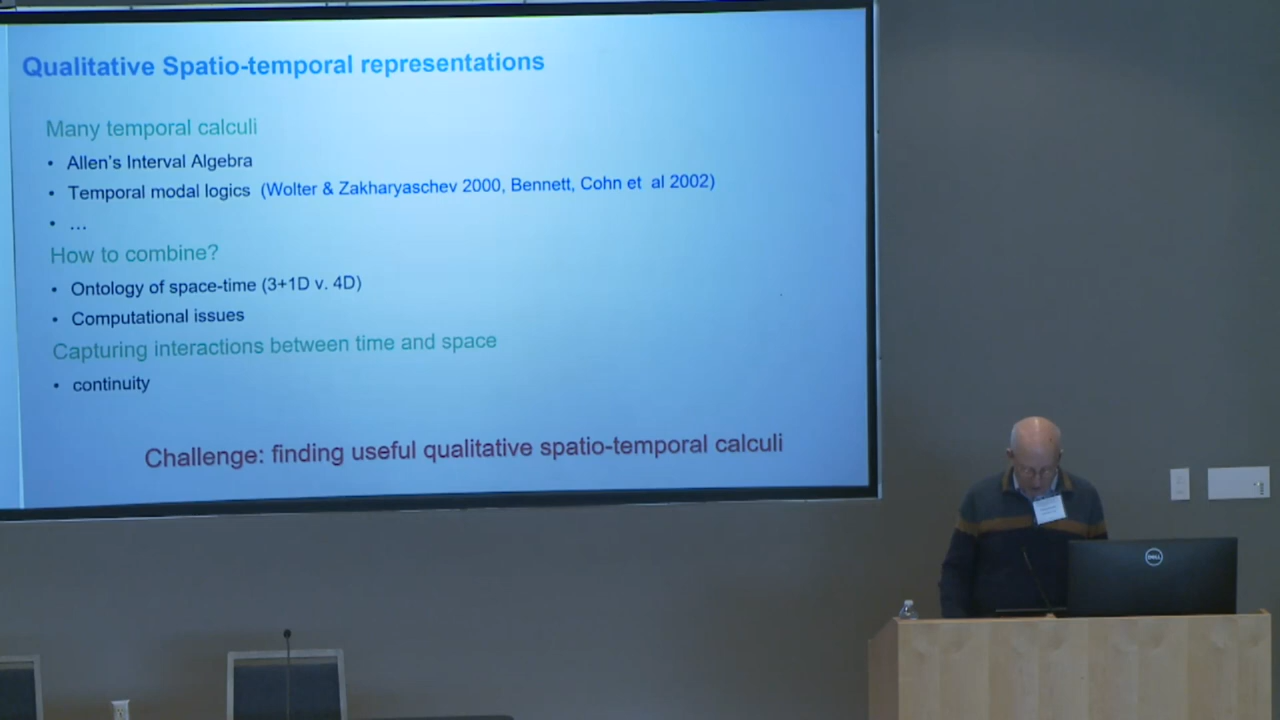 Qualitative Spatio-temporal representations
Many temporal calculi
• Allen's Interval Algebra
• Temporal modal logics (Wolter & Zakharyaschev 2000, Bennett, Cohn et al 2002)
• …
How to combine?
• Ontology of space-time (3+1D v. 4D)
• Computational issues
Capturing interactions between time and space
• continuity
Challenge: finding useful qualitative spatio-temporal calculi
DELL